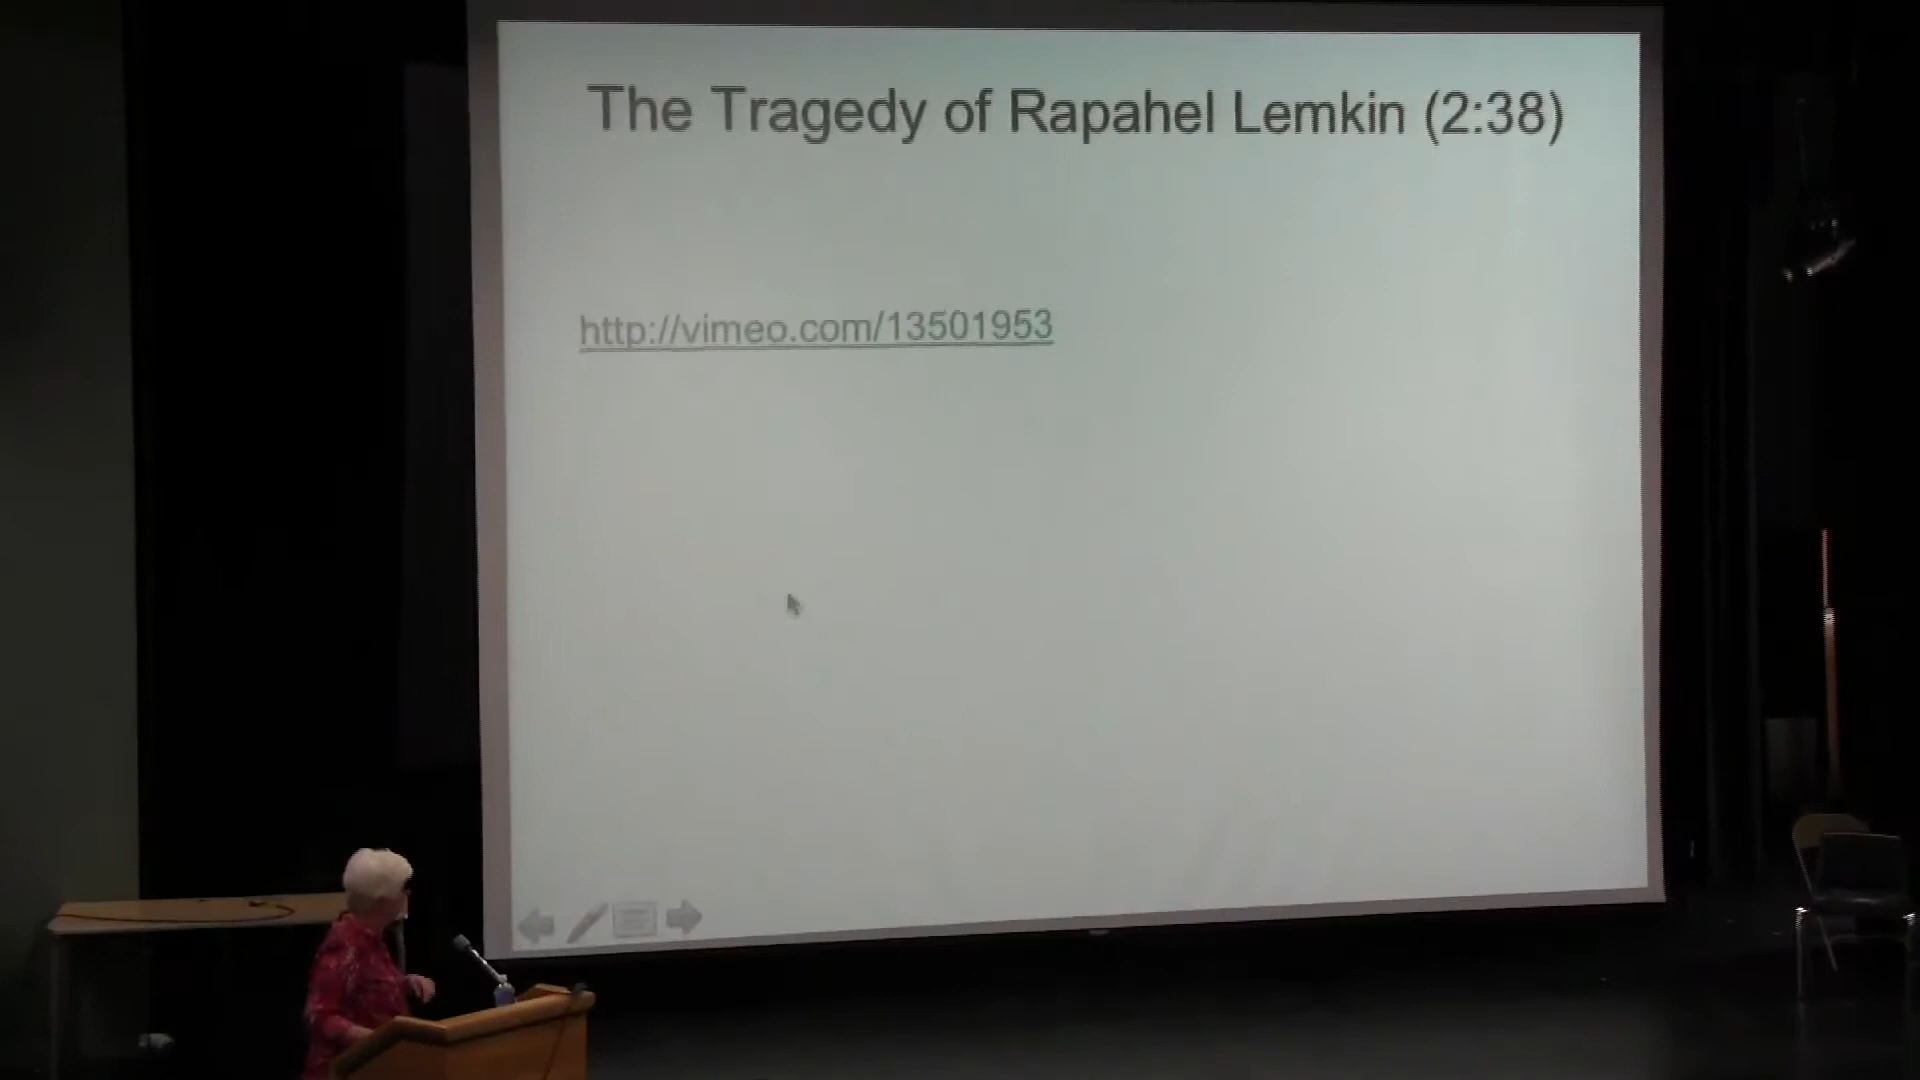 The Tragedy of Rapahel Lemkin (2:38)
http://vimeo.com/13501953